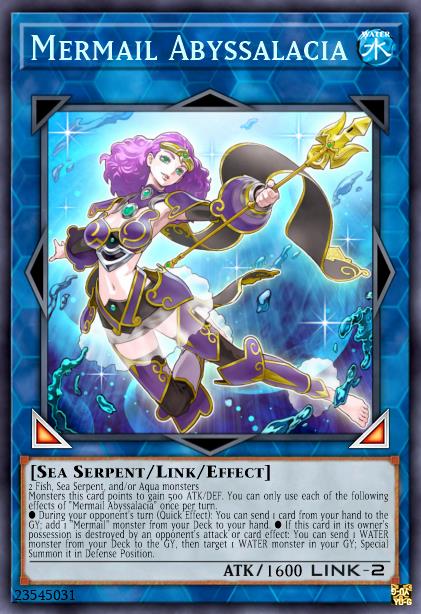 MERMAIL ABYSSALACIA
WATER
水
[SEA SERPENT/LINK/EFFECT]
2 Fish, Sea Serpent, and/or Aqua monsters
Monsters this card points to gain 500 ATK/DEF. You can only use each of the following
effects of "Mermail Abyssalacia" once per turn.
● During your opponent's turn (Quick Effect): You can send 1 card from your hand to the
GY; add 1 "Mermail" monster from your Deck to your hand. ● If this card in its owner's
possession is destroyed by an opponent's attack or card effect: You can send 1 WATER
monster from your Deck to the GY, then target 1 WATER monster in your GY; Special
Summon it in Defense Position.
ATK/1600 LINK-2
23545031